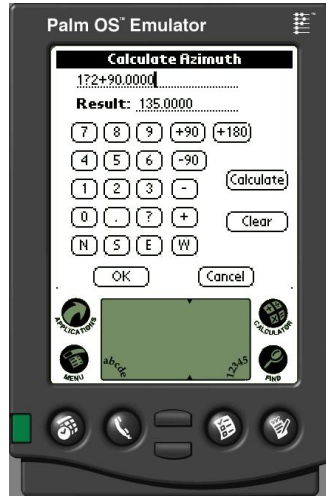 Palm OS™ Emulator
Calculate Azimuth
1?2+90.0000
Result: 135.0000
7 8 9 +90 +180
4 5 6 -90
Calculate
1 2 3 -
0 . ? +
Clear
N S E W
OK Cancel
APPLICATIONS
CALCULATOR
MENU
abcde
12345
FIND